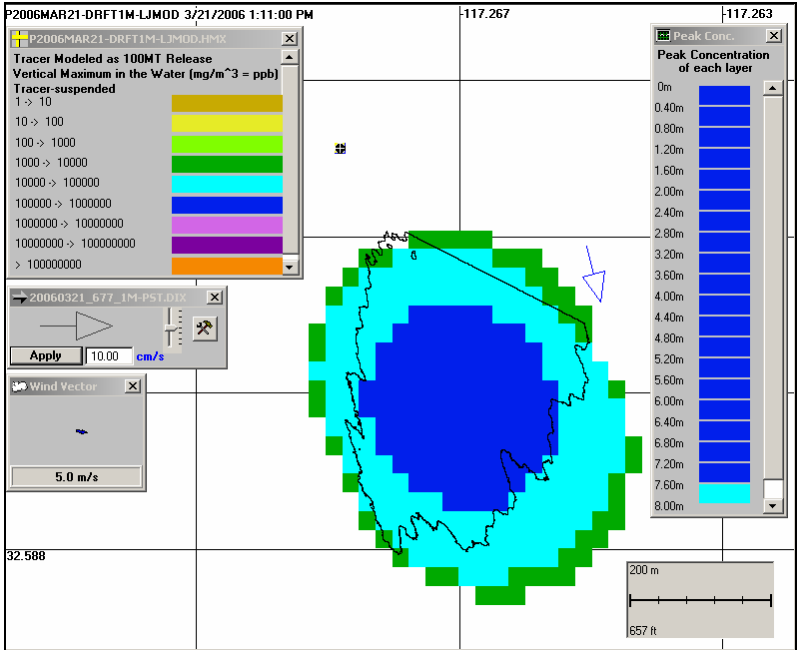 P2006MAR21-DRFT1M-LJMOD 3/21/2006 1:11:00 PM
-117.267
-117.263
P2006MAR21-DRFT1M-LJMOD.HMX
Tracer Modeled as 100MT Release
Vertical Maximum in the Water (mg/m^3 = ppb)
Tracer-suspended
1 -> 10
10 -> 100
100 -> 1000
1000 -> 10000
10000 -> 100000
100000 -> 1000000
1000000 -> 10000000
10000000 -> 100000000
> 100000000
20060321_677_1M-PST.DIX
Apply
10.00
cm/s
Wind Vector
5.0 m/s
Peak Conc.
Peak Concentration
of each layer
0m
0.40m
0.80m
1.20m
1.60m
2.00m
2.40m
2.80m
3.20m
3.60m
4.00m
4.40m
4.80m
5.20m
5.60m
6.00m
6.40m
6.80m
7.20m
7.60m
8.00m
32.588
200 m
657 ft